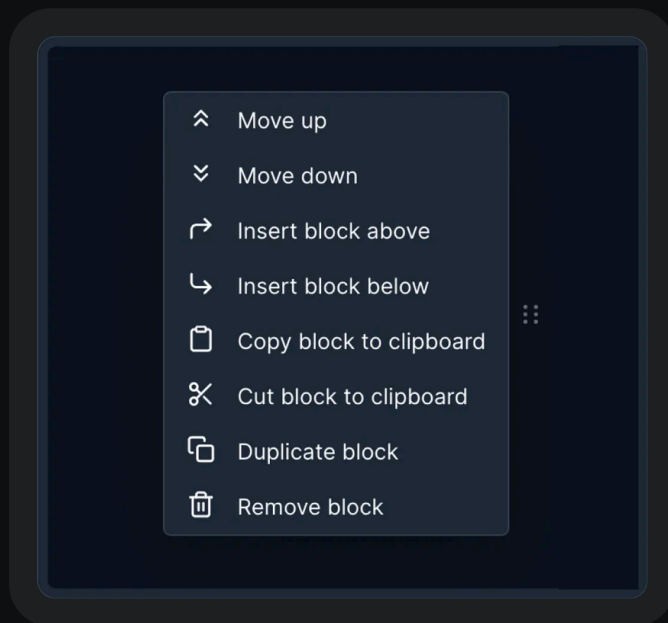 Move up
Move down
Insert block above
Insert block below
Copy block to clipboard
Cut block to clipboard
Duplicate block
Remove block